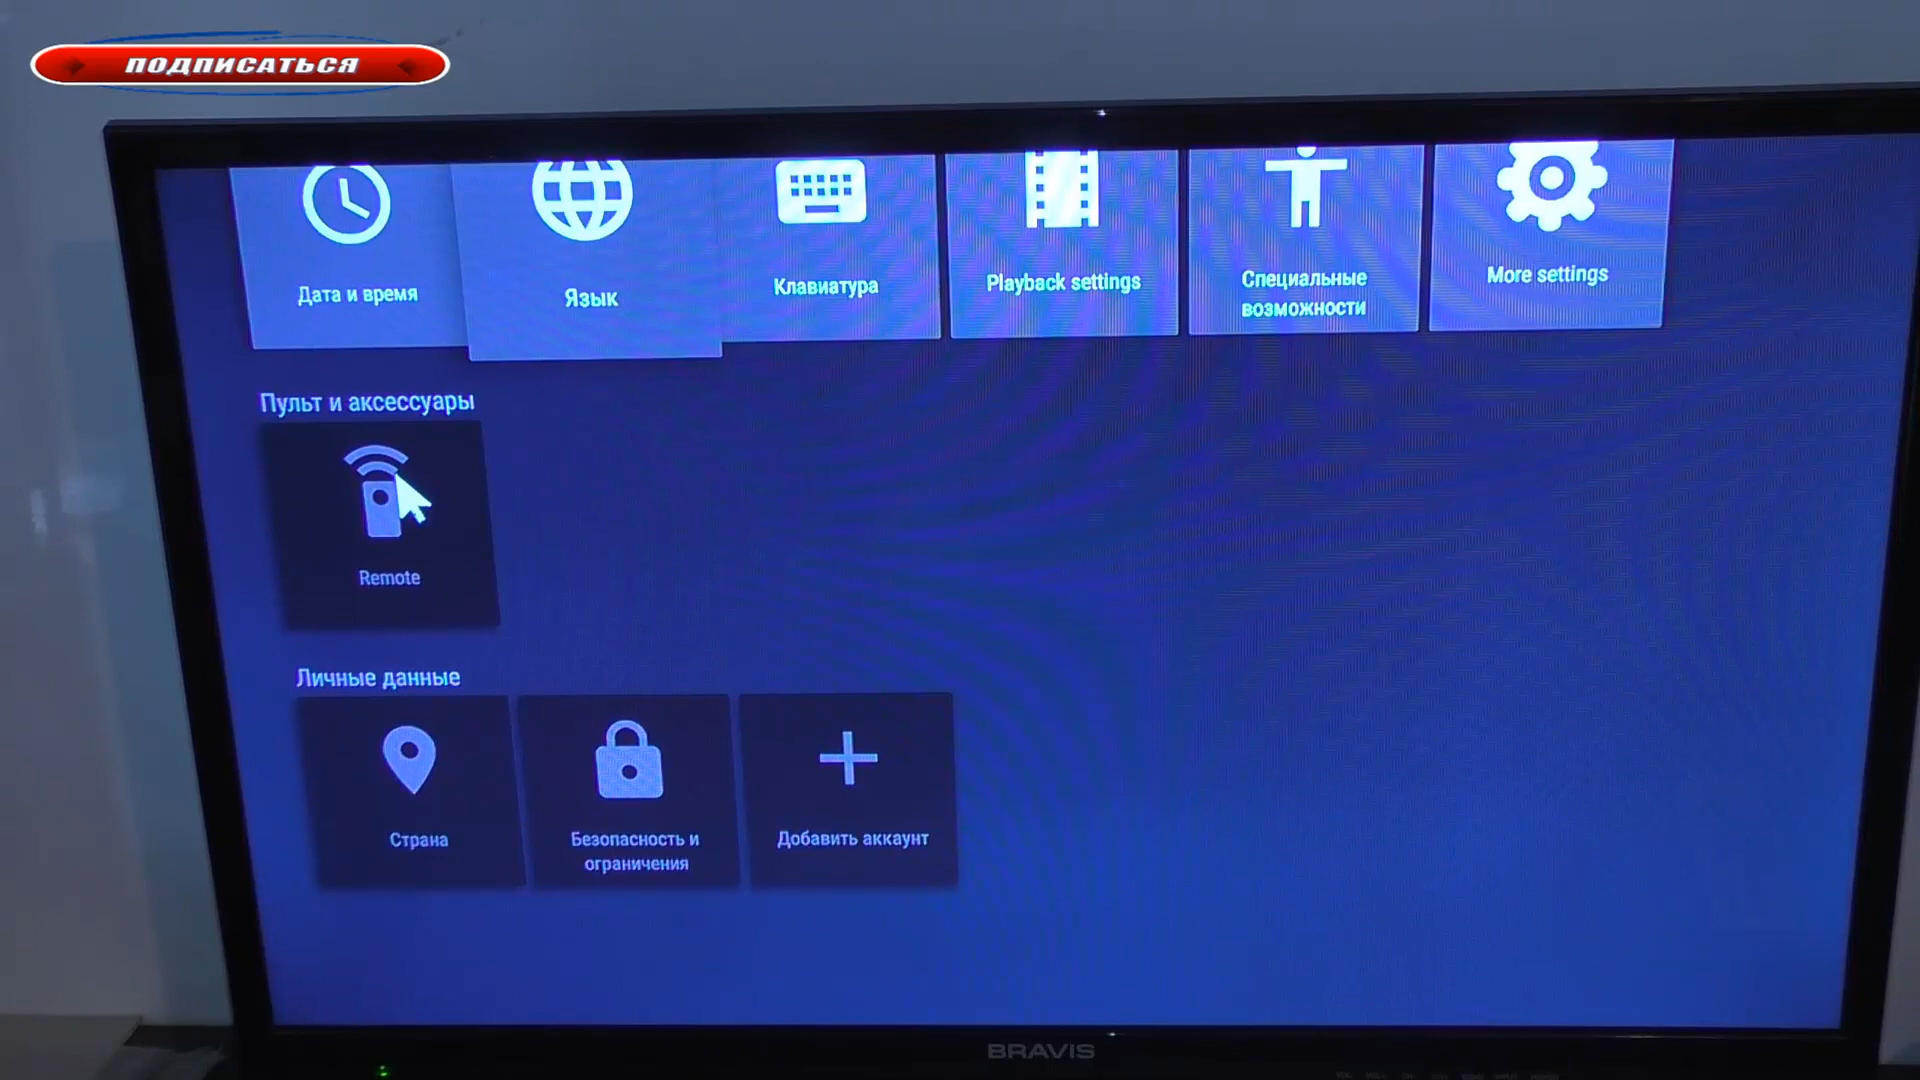 ПОДПИСАТЬСЯ
Дата и время
Язык
Клавиатура
Playback settings
Специальные
возможности
More settings
Пульт и аксессуары
Remote
Личные данные
Страна
Безопасность и
ограничения
Добавить аккаунт
BRAVIS